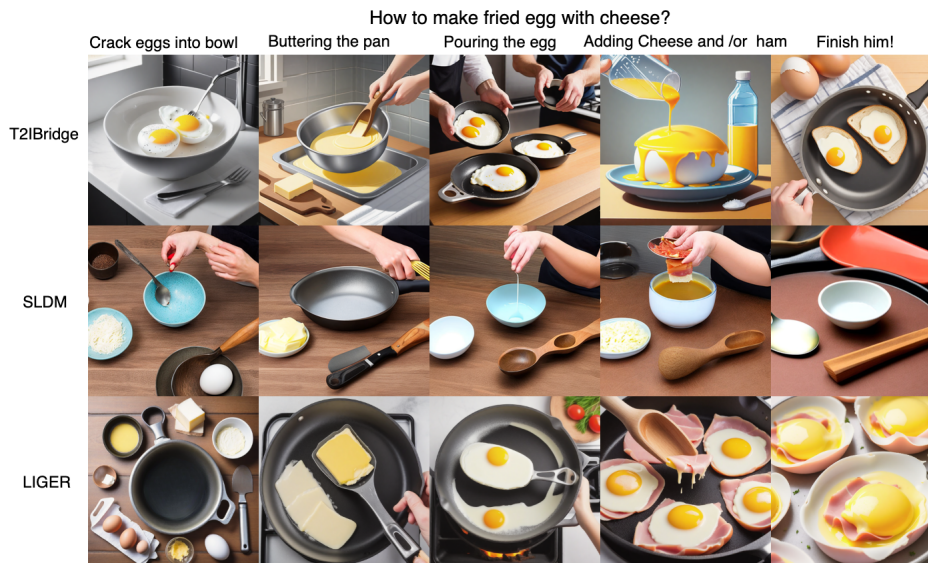 How to make fried egg with cheese?
Crack eggs into bowl
Buttering the pan
Pouring the egg
Adding Cheese and /or  ham
Finish him!
T2IBridge
SLDM
LIGER